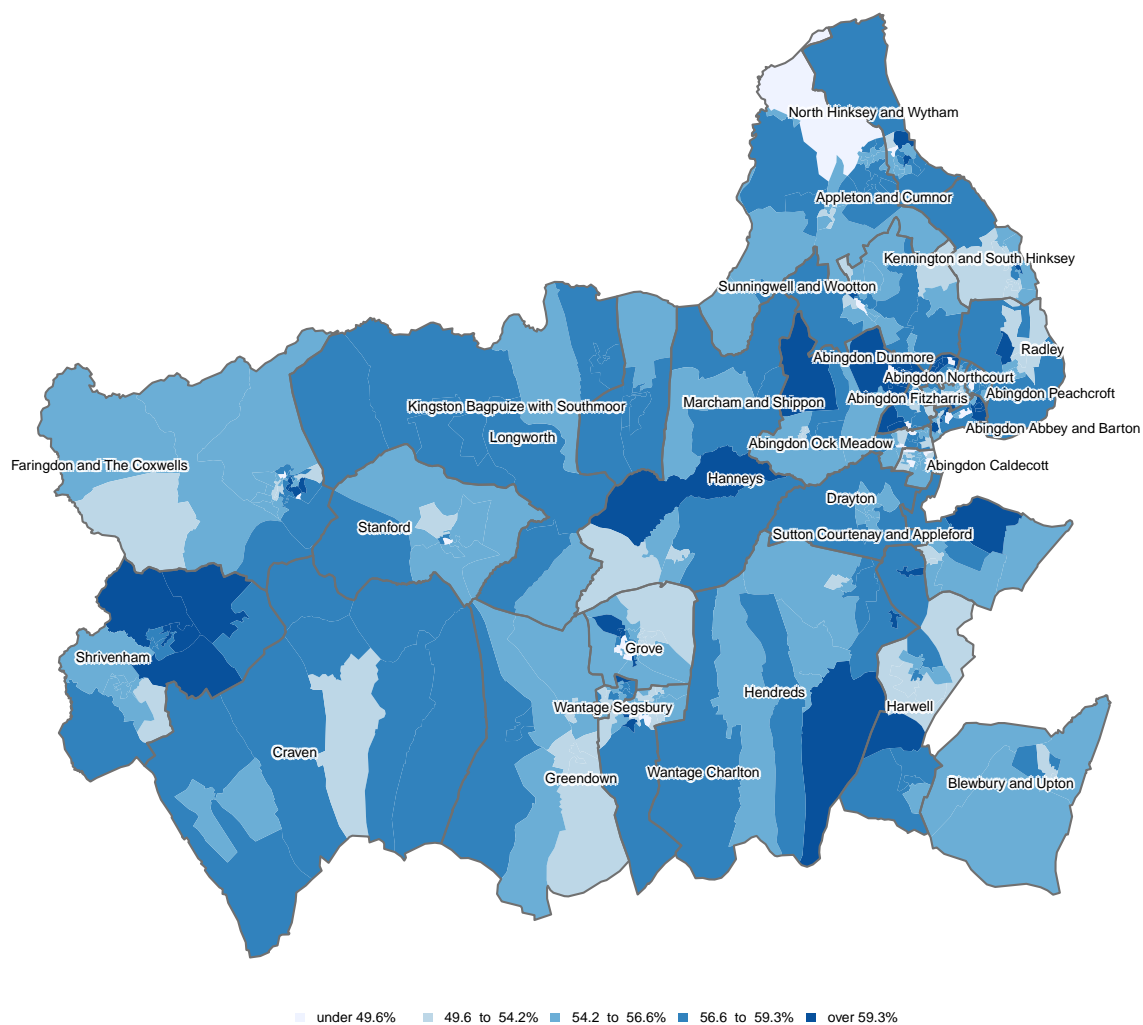 North Hinksey and Wytham
Appleton and Cumnor
Kennington and South Hinksey
Sunningwell and Wootton
Radley
Abingdon Dunmore
Abingdon Northcourt
Abingdon Peachcroft
Abingdon Fitzharris
Marcham and Shippon
Kingston Bagpuize with Southmoor
Abingdon Abbey and Barton
Longworth
Abingdon Ock Meadow
Faringdon and The Coxwells
Abingdon Caldecott
Hanneys
Drayton
Stanford
Sutton Courtenay and Appleford
Grove
Shrivenham
Hendreds
Wantage Segsbury
Harwell
Craven
Greendown
Wantage Charlton
Blewbury and Upton
under 49.6% 49.6 to 54.2% 54.2 to 56.6% 56.6 to 59.3% over 59.3%